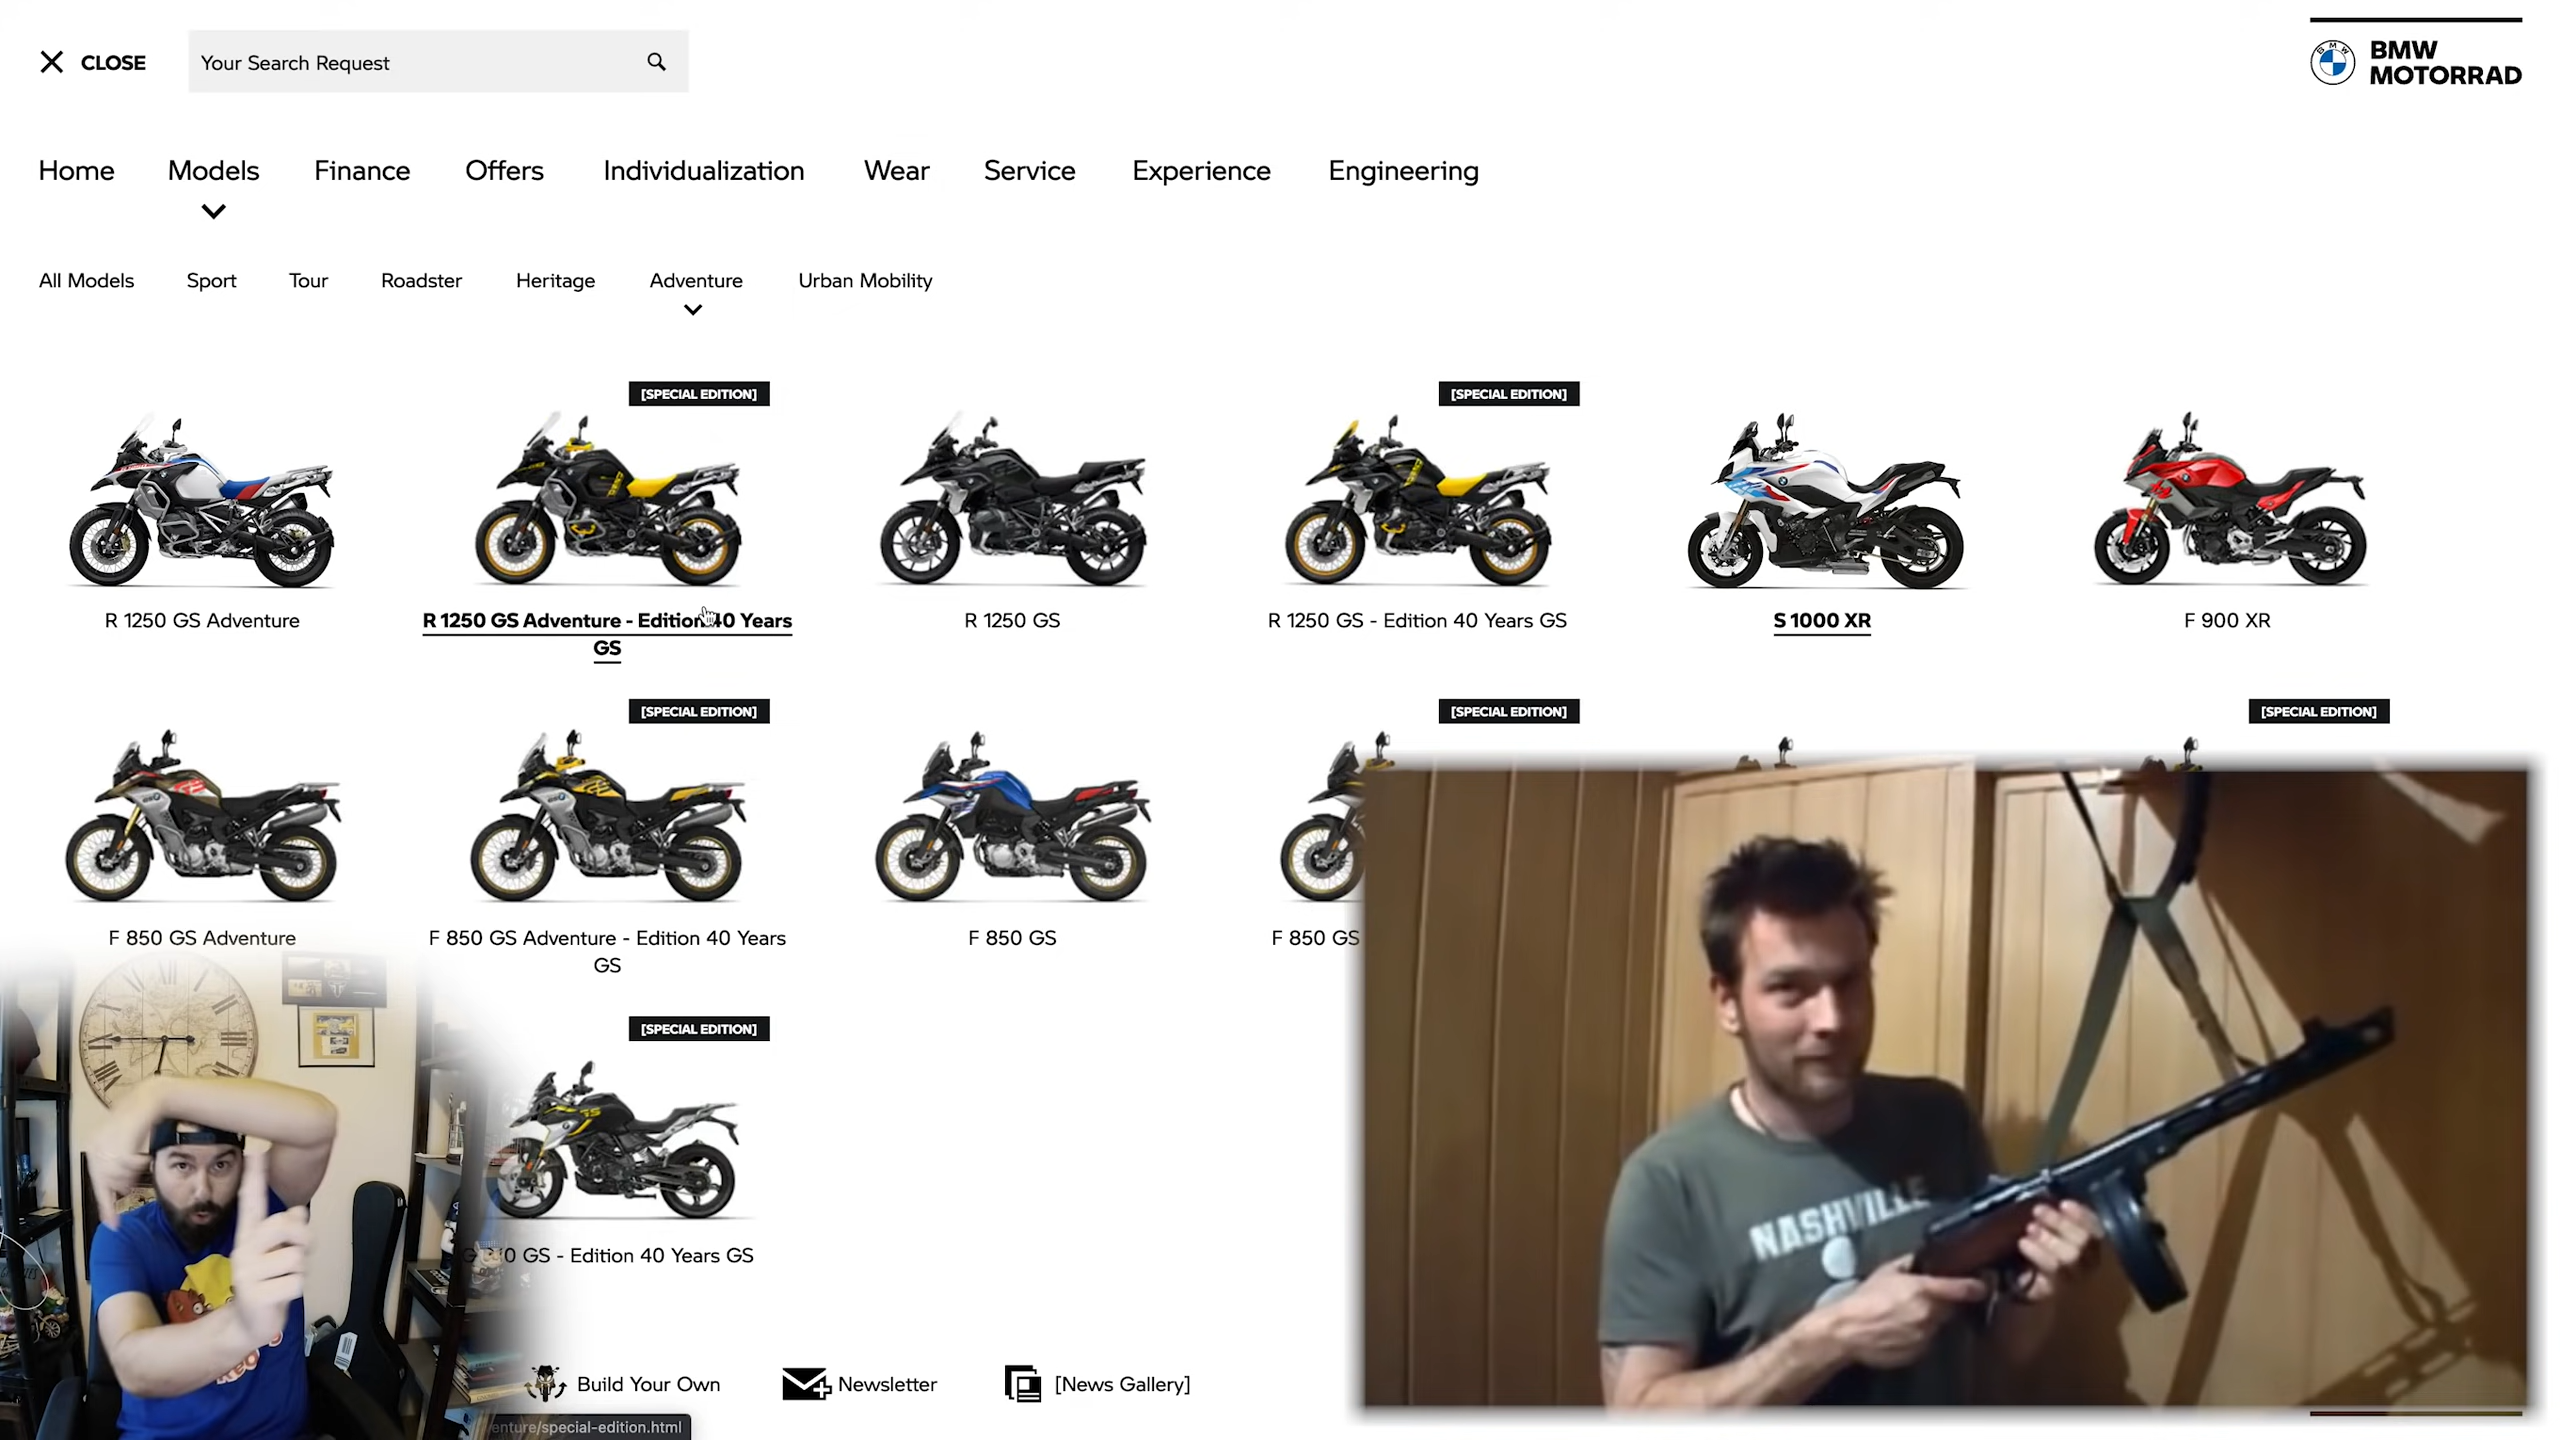 CLOSE
Your Search Request
BMW
MOTORRAD
Home Models Finance Offers Individualization Wear Service Experience Engineering
All Models Sport Tour Roadster Heritage Adventure Urban Mobility
[SPECIAL EDITION] [SPECIAL EDITION]
R 1250 GS Adventure
R 1250 GS Adventure - Edition 40 Years
GS
R 1250 GS
R 1250 GS - Edition 40 Years GS
S 1000 XR
F 900 XR
[SPECIAL EDITION] [SPECIAL EDITION] [SPECIAL EDITION]
F 850 GS Adventure
F 850 GS Adventure - Edition 40 Years
GS
F 850 GS
F 850 GS
[SPECIAL EDITION]
0 GS - Edition 40 Years GS
NASHVILLE
Build Your Own
Newsletter
[News Gallery]
enture/special-edition.html